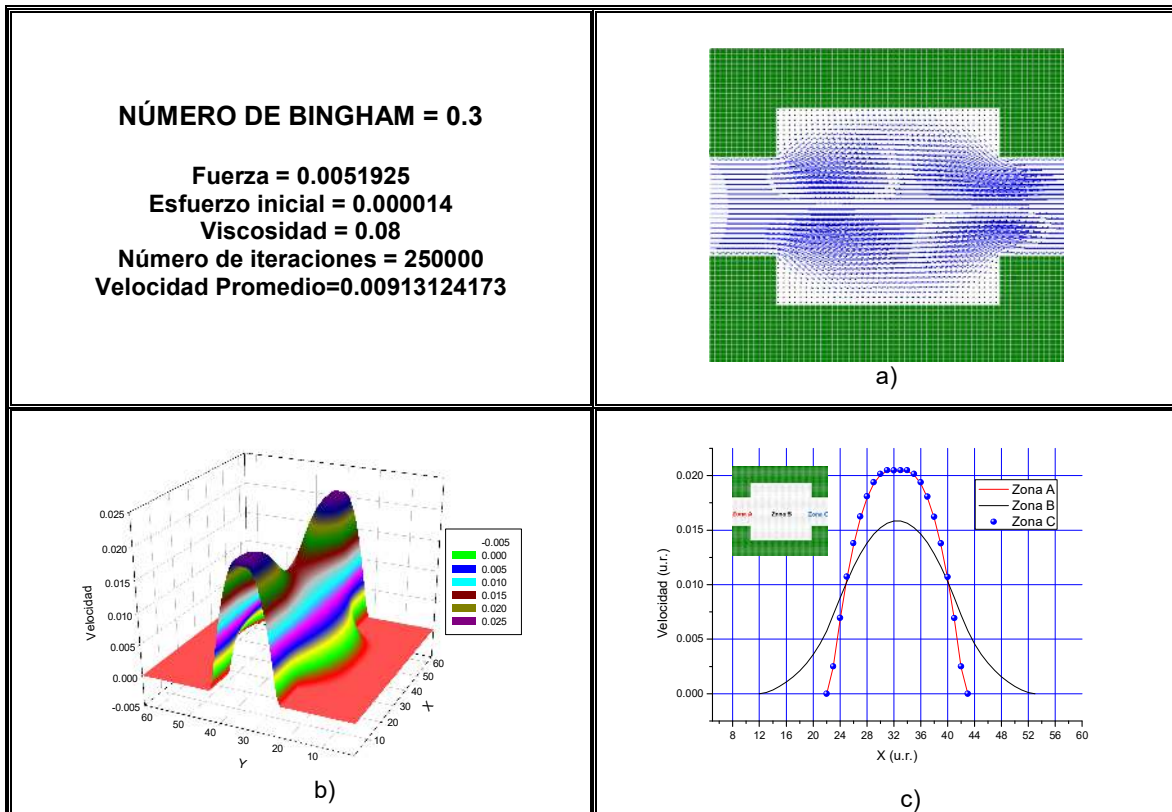 NÚMERO DE BINGHAM = 0.3
Fuerza = 0.0051925
Esfuerzo inicial = 0.000014
Viscosidad = 0.08
Número de iteraciones = 250000
Velocidad Promedio=0.00913124173
a)
0.025
0.020
0.015
0.010
0.005
0.000
-0.005
Velocidad
60
50
40
30
20
10
Y
10
20
30
40
50
60
X
-0.005
0.000
0.005
0.010
0.015
0.020
0.025
b)
0.020
0.015
0.010
0.005
0.000
Velocidad (u.r.)
Zona A
Zona B
Zona C
Zona A
Zona B
Zona C
8 12 16 20 24 28 32 36 40 44 48 52 56 60
X (u.r.)
c)